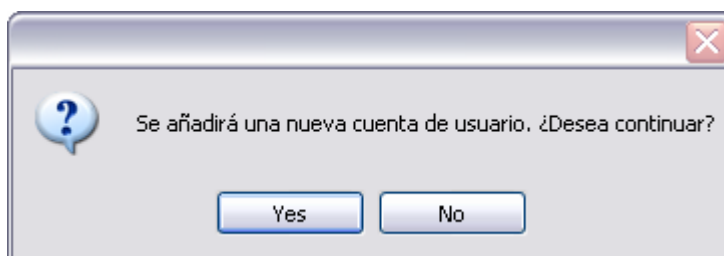 Se añadirá una nueva cuenta de usuario. ¿Desea continuar?
Yes No